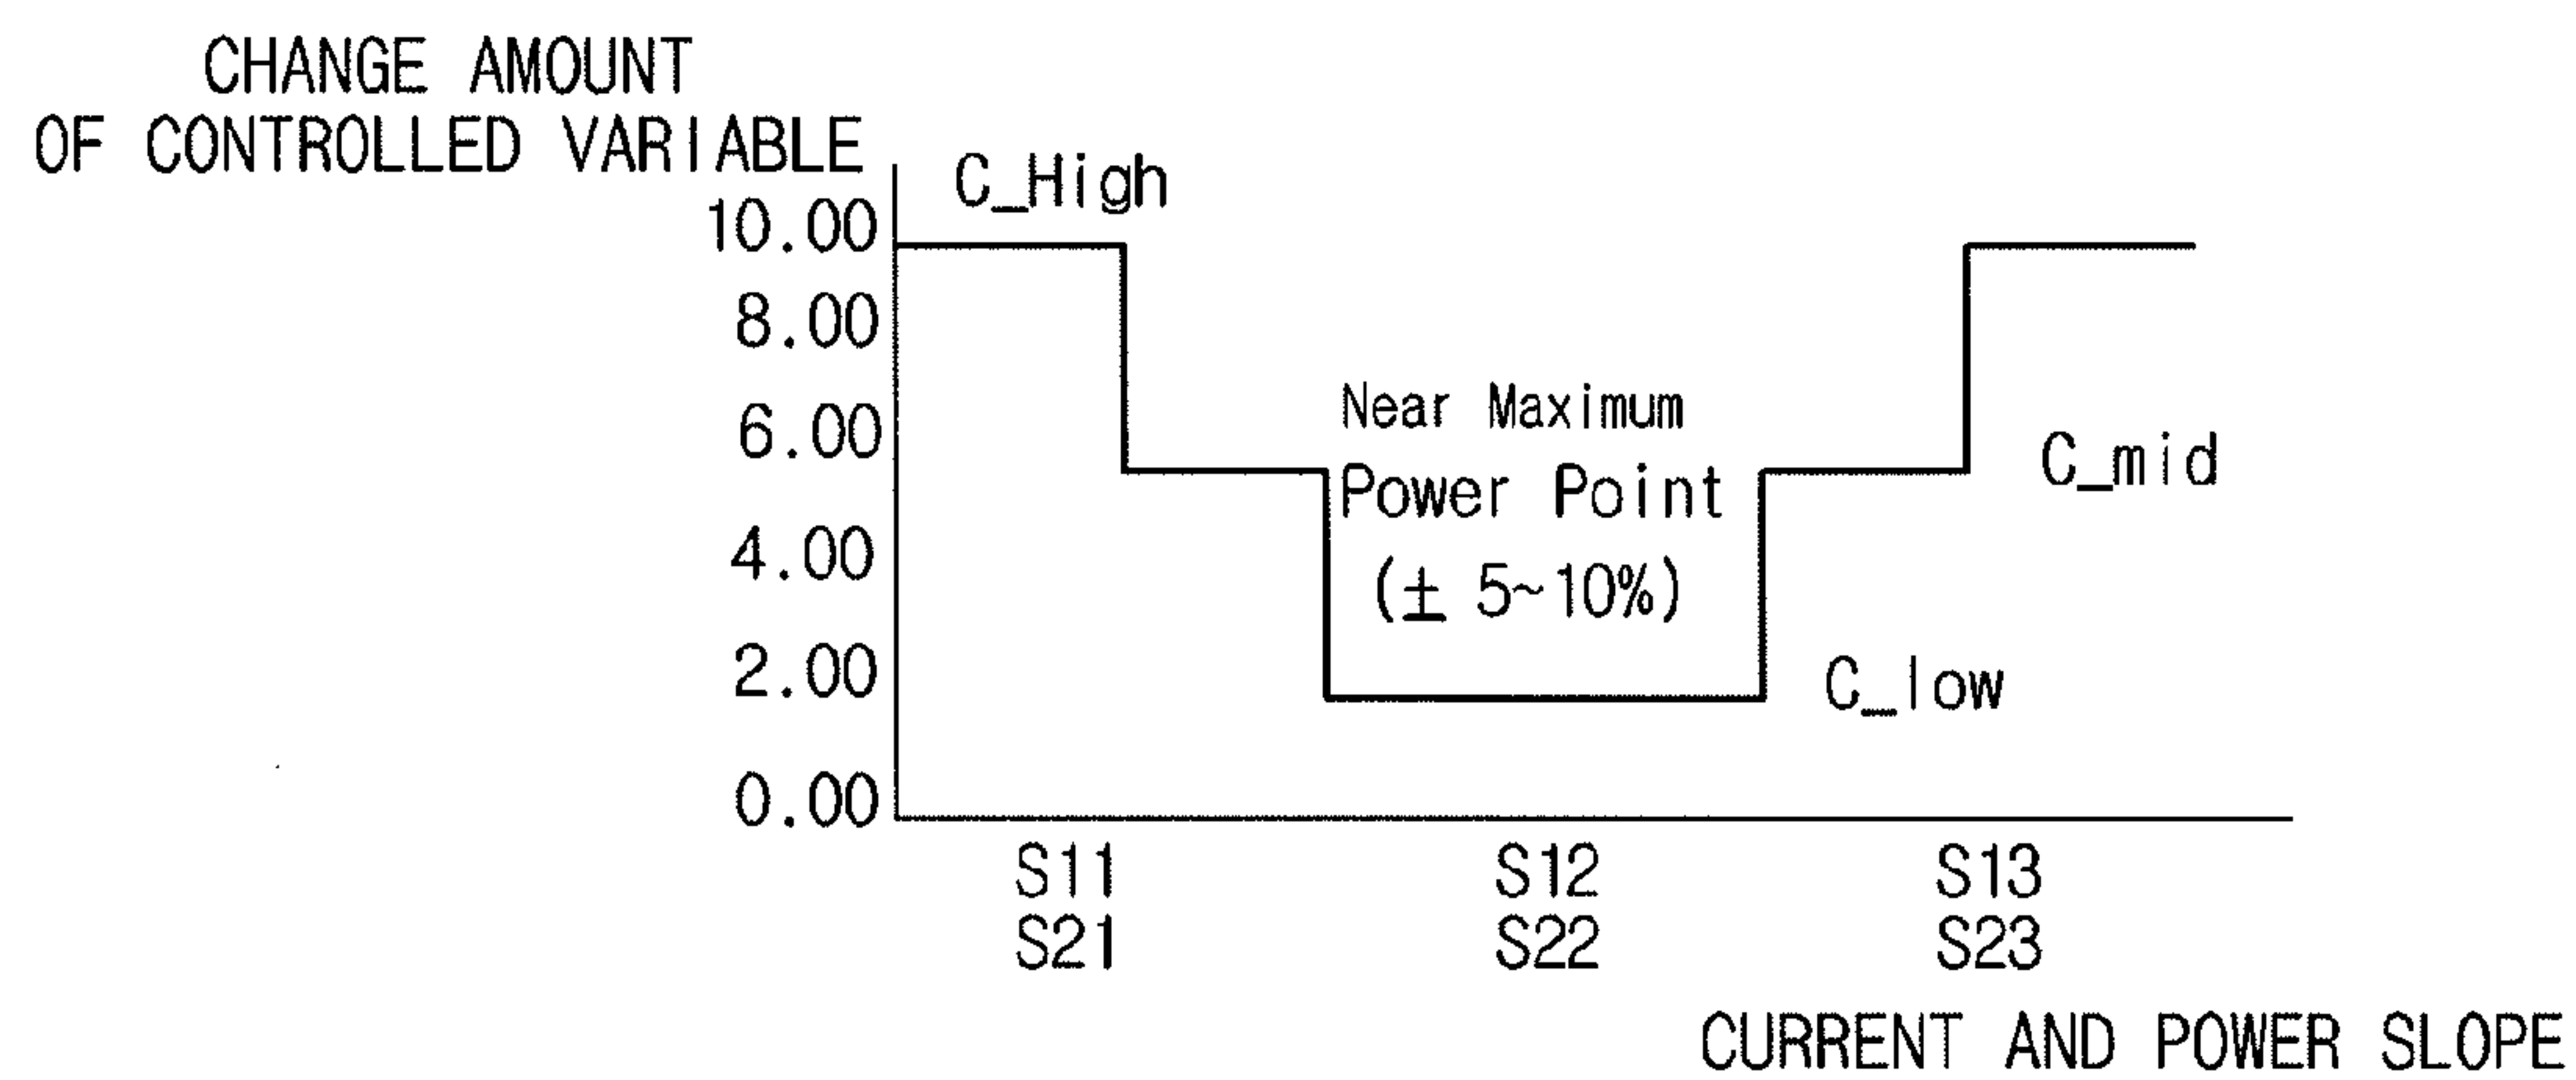 CHANGE AMOUNT
OF CONTROLLED VARIABLE
C_High
10.00
8.00
6.00
4.00
2.00
0.00
Near Maximum
Power Point
(± 5~10%)
C_mid
C_low
S11 S12 S13
S21 S22 S23
CURRENT AND POWER SLOPE